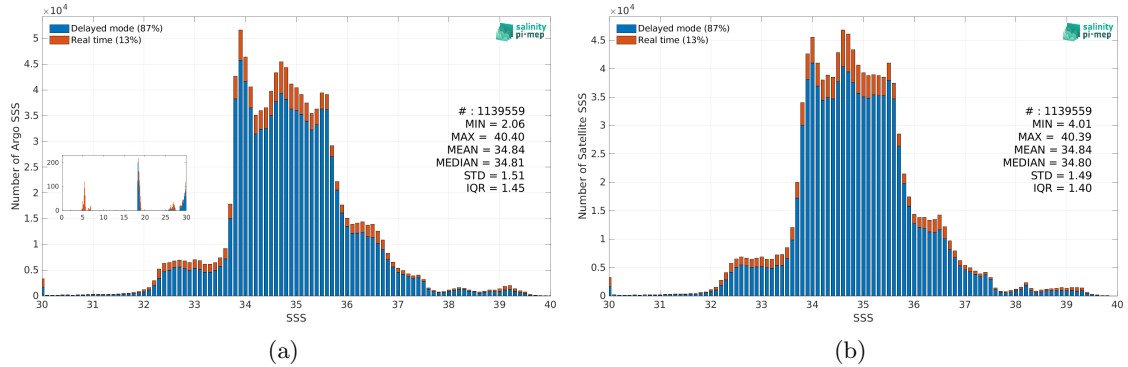 ×10⁴
Delayed mode (87%)
Real time (13%)
salinity
pi-mep
Number of Argo SSS
5
4.5
4
3.5
3
2.5
2
1.5
1
0.5
0
# : 1139559
MIN = 2.06
MAX = 40.40
MEAN = 34.84
MEDIAN = 34.81
STD = 1.51
IQR = 1.45
200
100
0
0 5 10 15 20 25 30
30 31 32 33 34 35 36 37 38 39 40
SSS
(a)
×10⁴
Delayed mode (87%)
Real time (13%)
salinity
pi-mep
Number of Satellite SSS
4.5
4
3.5
3
2.5
2
1.5
1
0.5
0
# : 1139559
MIN = 4.01
MAX = 40.39
MEAN = 34.84
MEDIAN = 34.80
STD = 1.49
IQR = 1.40
30 31 32 33 34 35 36 37 38 39 40
SSS
(b)